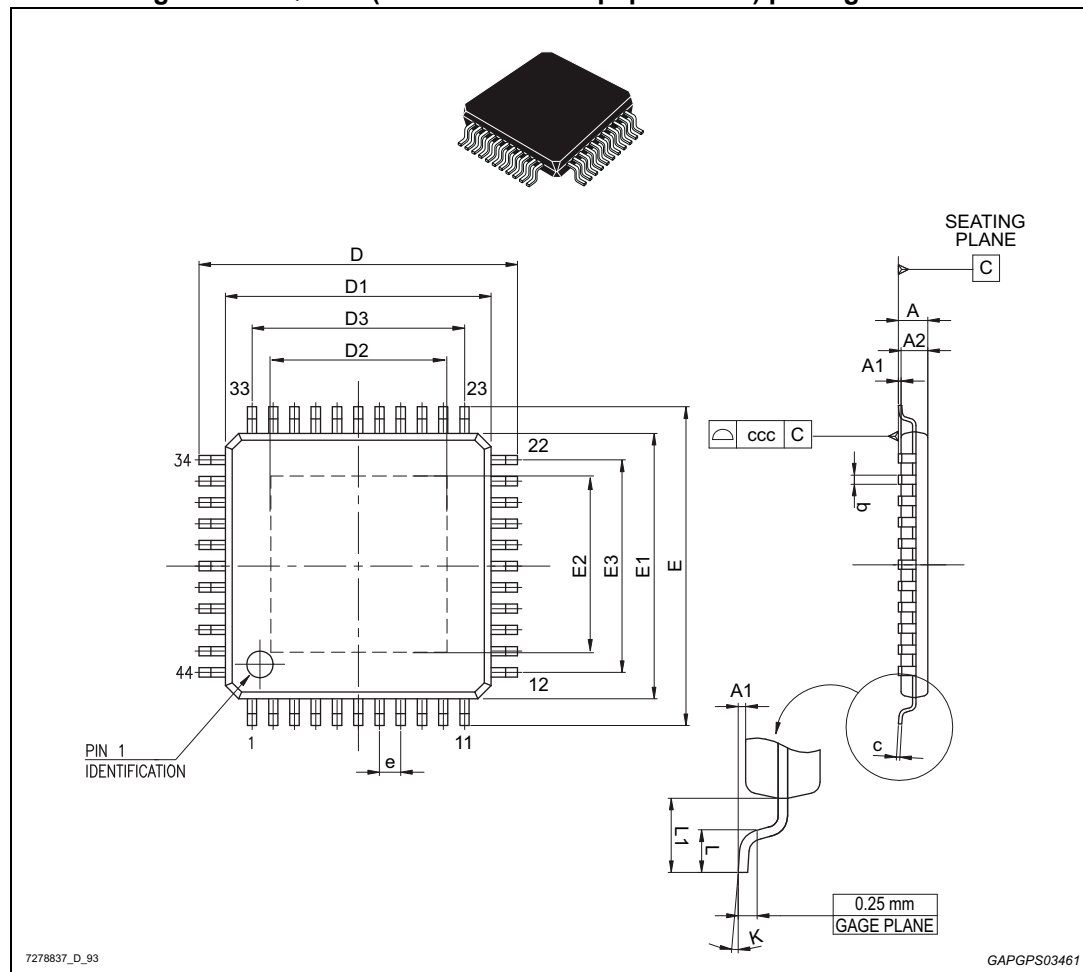 SEATING
PLANE
C
D
D1
D3
D2
A
A2
A1
33
23
ccc
C
34
22
b
E2
E3
E1
E
44
12
A1
PIN 1
IDENTIFICATION
1
11
e
c
L1
L
0.25 mm
GAGE PLANE
K
7278837_D_93
GAPGPS03461